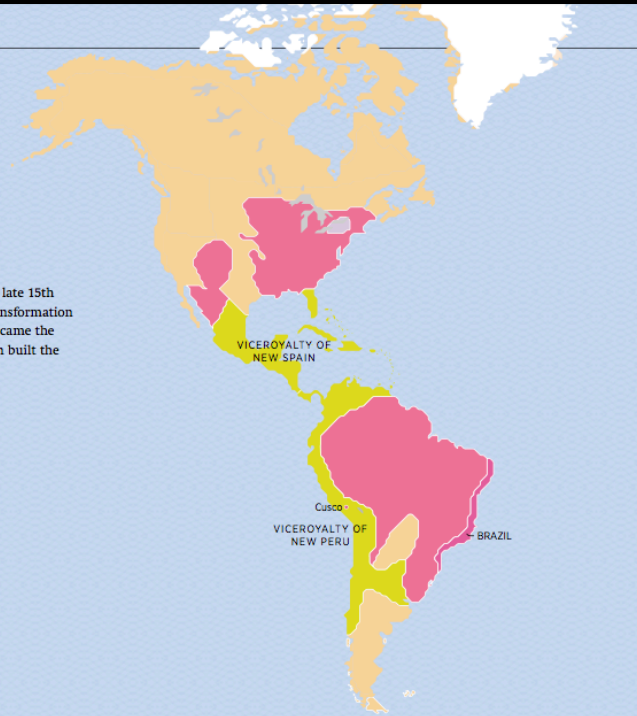 late 15th
nsformation
came the
built the
VICEROYALTY OF
NEW SPAIN
Cusco
VICEROYALTY OF
NEW PERU
BRAZIL